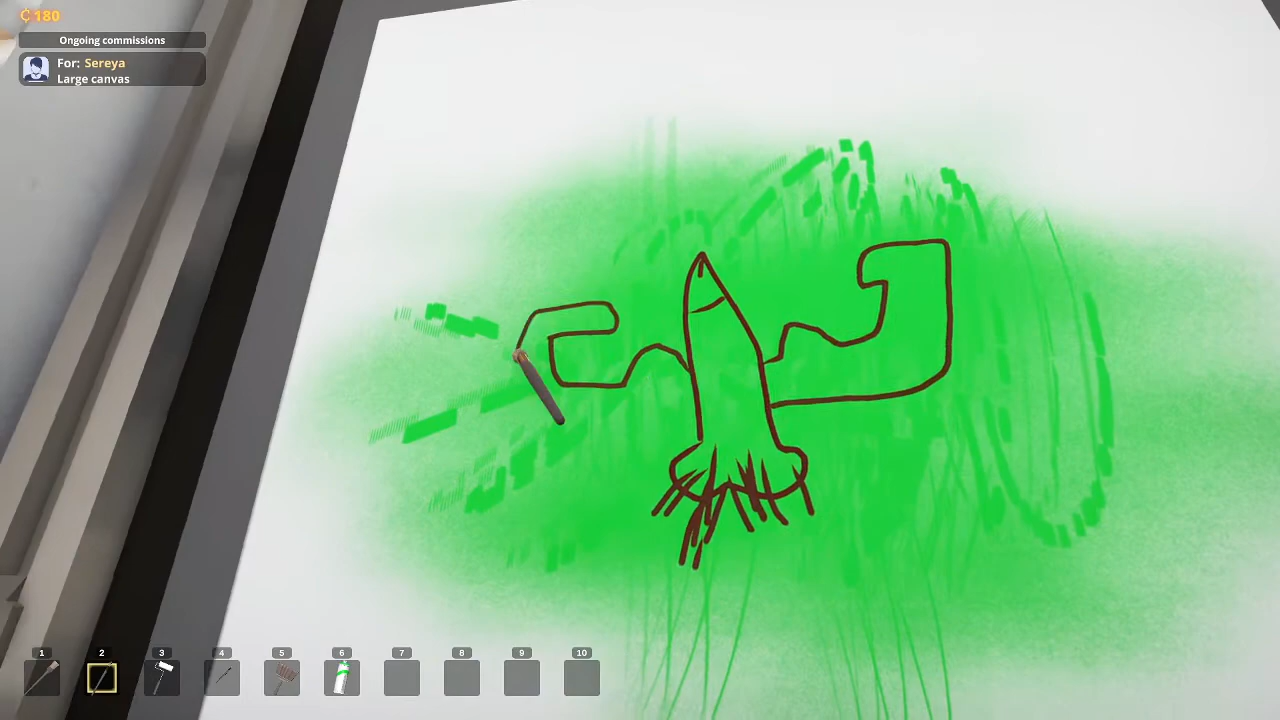 ₵180
Ongoing commissions
For: Sereya
Large canvas
1 2 3 4 5 6 7 8 9 10